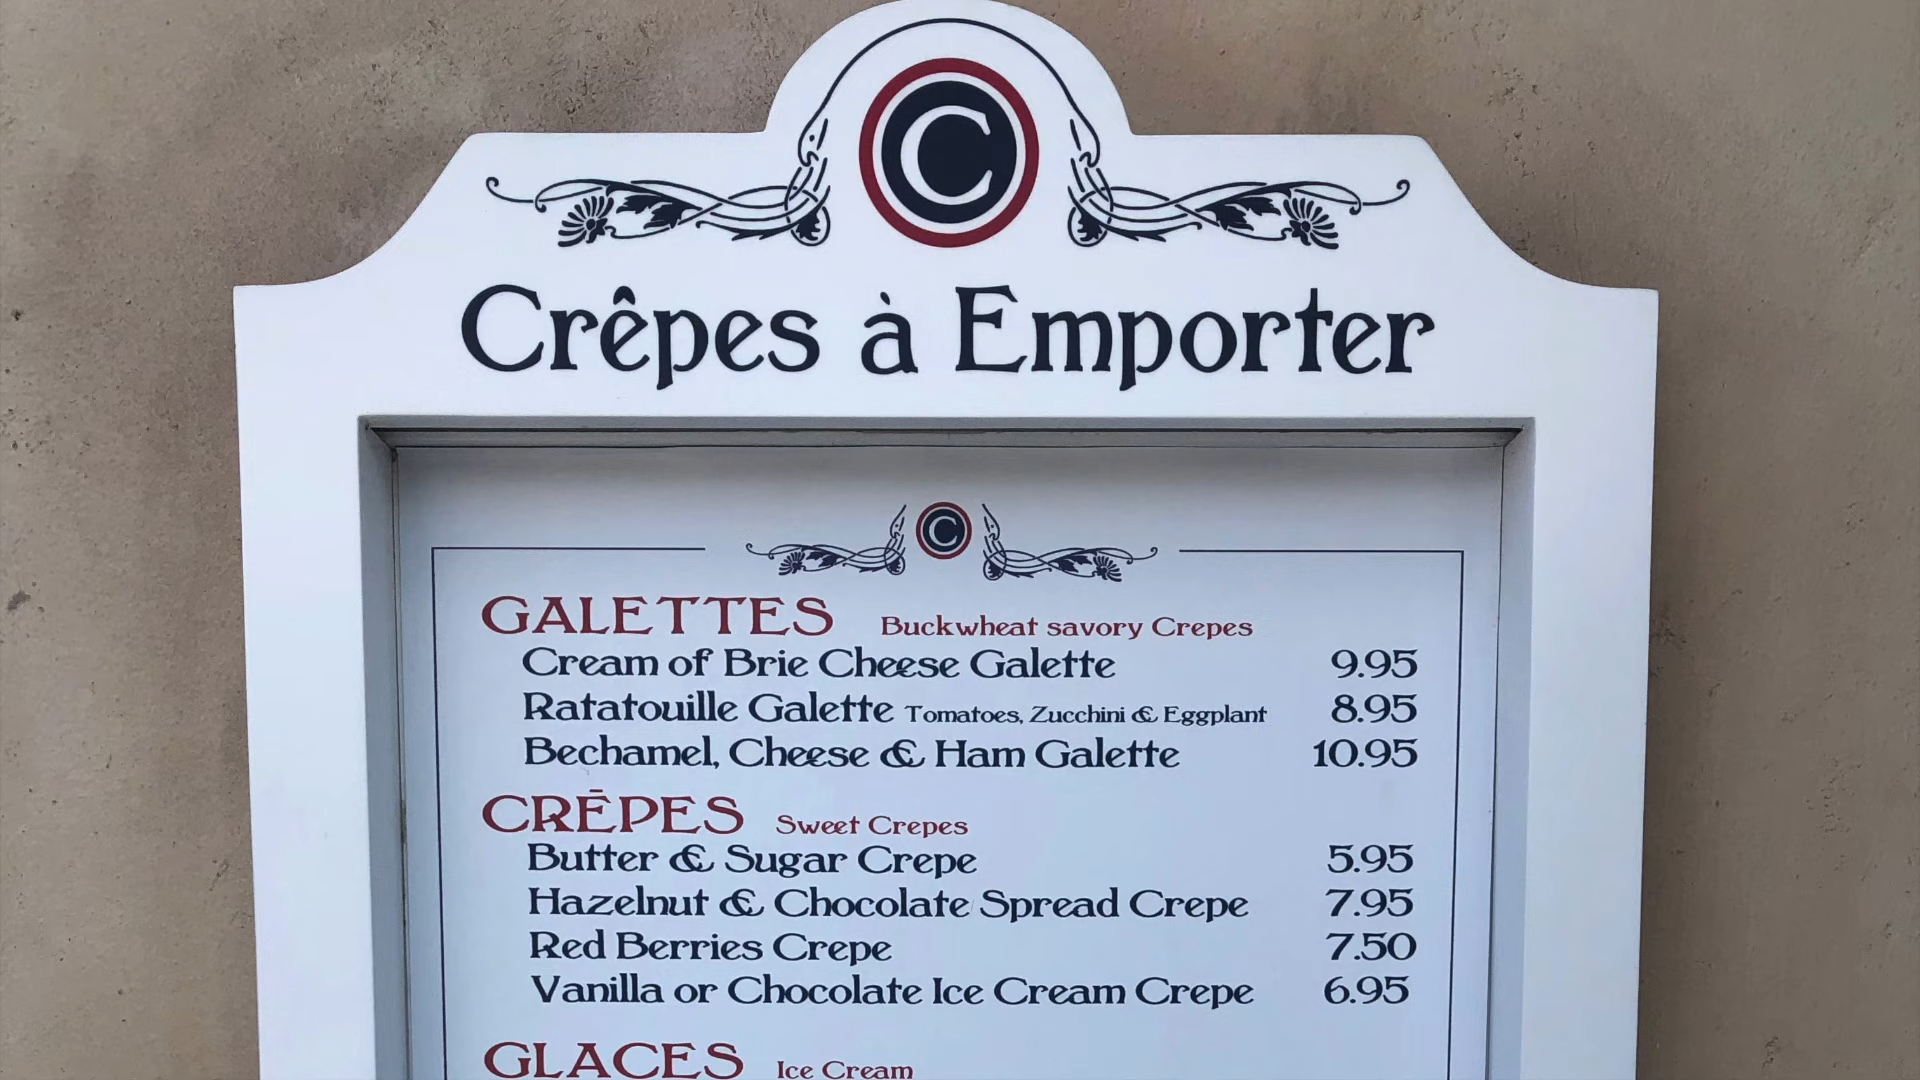 C
Crêpes à Emporter
C
GALETTES Buckwheat savory Crepes
Cream of Brie Cheese Galette 9.95
Ratatouille Galette Tomatoes, Zucchini & Eggplant 8.95
Bechamel, Cheese & Ham Galette 10.95
CRÊPES Sweet Crepes
Butter & Sugar Crepe 5.95
Hazelnut & Chocolate Spread Crepe 7.95
Red Berries Crepe 7.50
Vanilla or Chocolate Ice Cream Crepe 6.95
GLACES Ice Cream